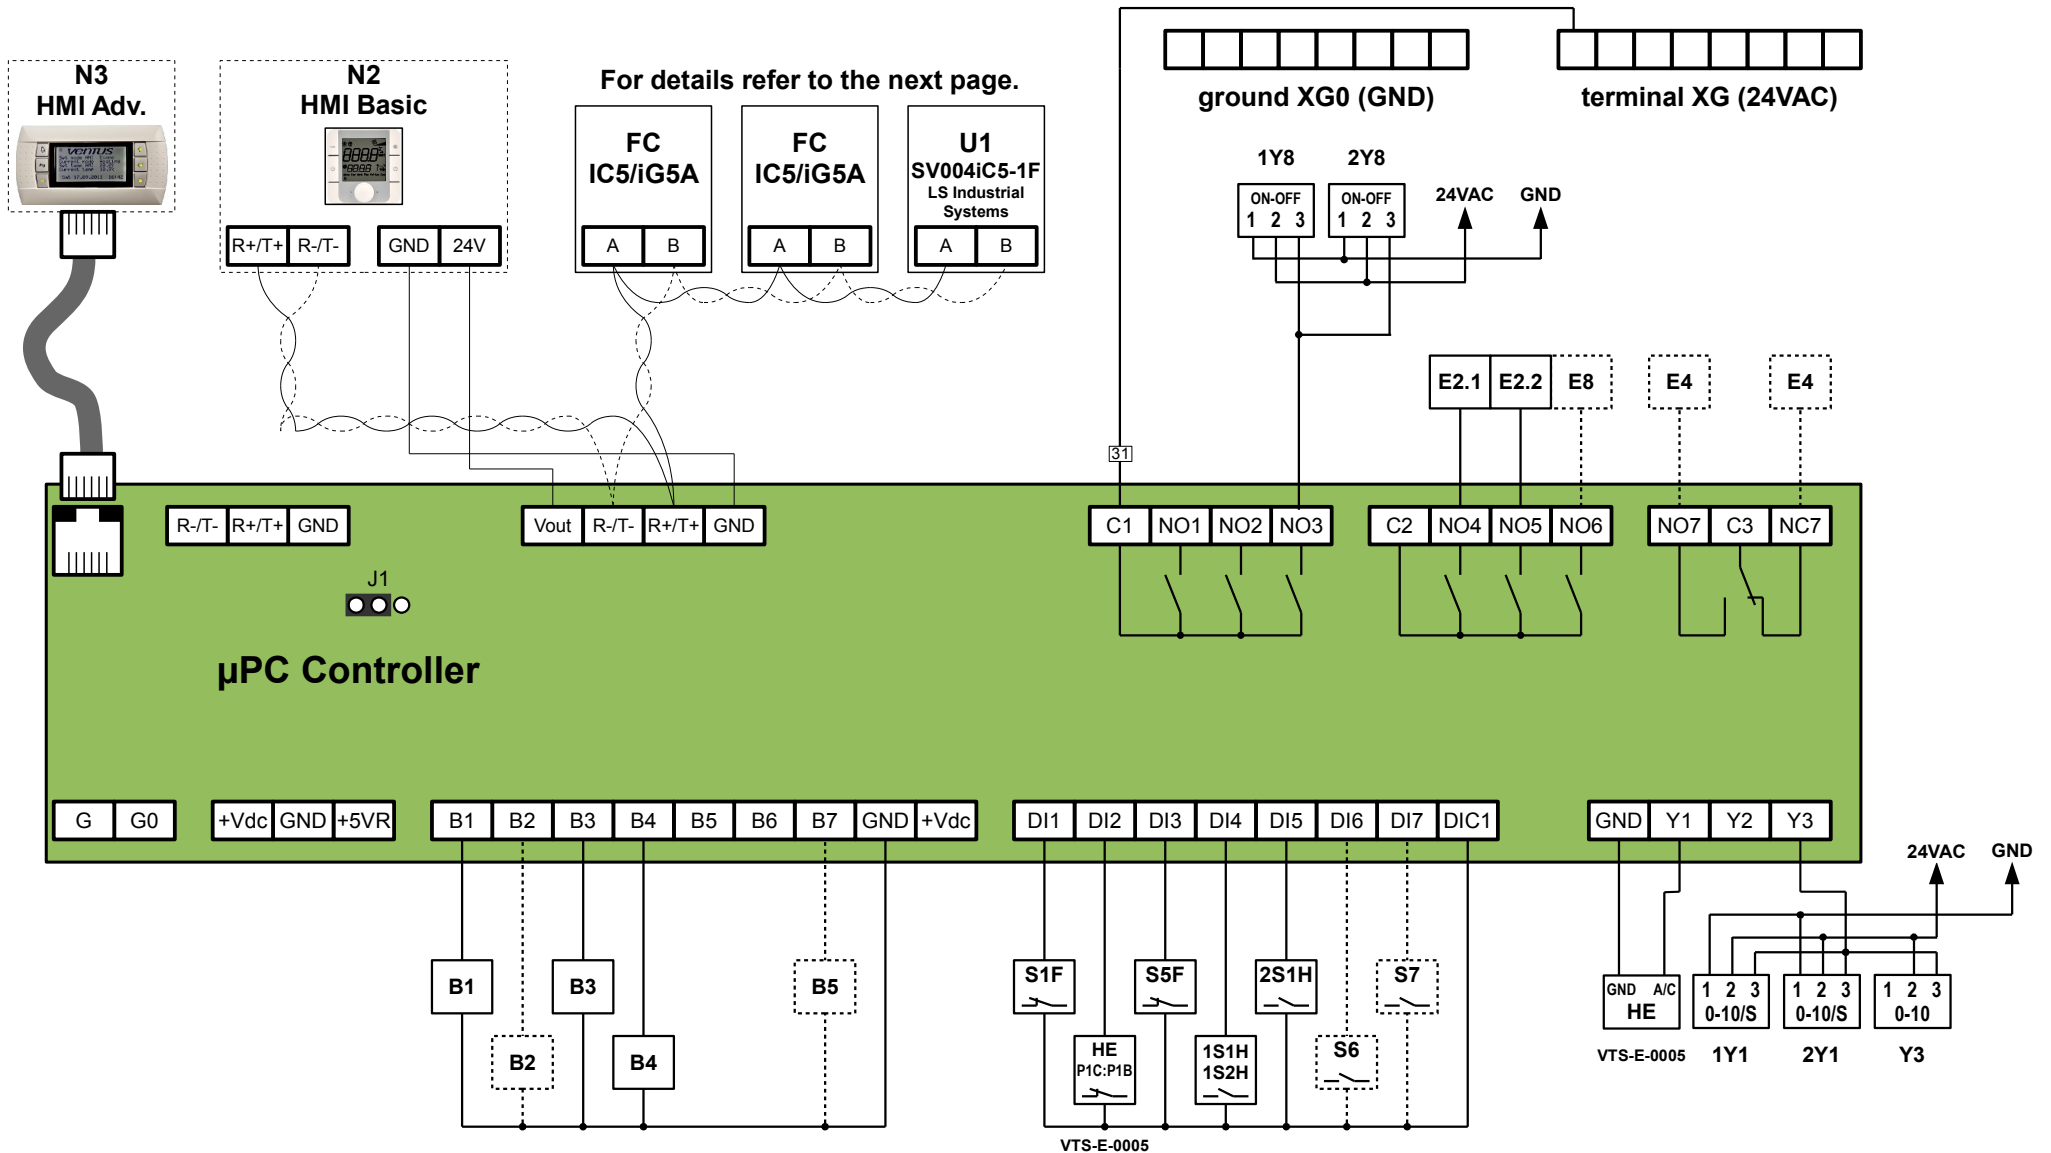 N3
HMI Adv.
VENTUS
N2
HMI Basic
R+/T+ R-/T- GND 24V
For details refer to the next page.
FC
IC5/iG5A
A B
FC
IC5/iG5A
A B
U1
SV004iC5-1F
LS Industrial
Systems
A B
ground XG0 (GND)
terminal XG (24VAC)
1Y8
ON-OFF
1 2 3
2Y8
ON-OFF
1 2 3
24VAC
GND
E2.1 E2.2 E8 E4 E4
31
R-/T- R+/T+ GND
Vout R-/T- R+/T+ GND
C1 NO1 NO2 NO3
C2 NO4 NO5 NO6
NO7 C3 NC7
J1
µPC Controller
G G0
+Vdc GND +5VR
B1 B2 B3 B4 B5 B6 B7 GND +Vdc
DI1 DI2 DI3 DI4 DI5 DI6 DI7 DIC1
GND Y1 Y2 Y3
24VAC
GND
B1
B3
B5
B2
B4
S1F
S5F
2S1H
S7
HE
P1C:P1B
1S1H
1S2H
S6
VTS-E-0005
GND A/C
HE
VTS-E-0005
1 2 3
0-10/S
1Y1
1 2 3
0-10/S
2Y1
1 2 3
0-10
Y3